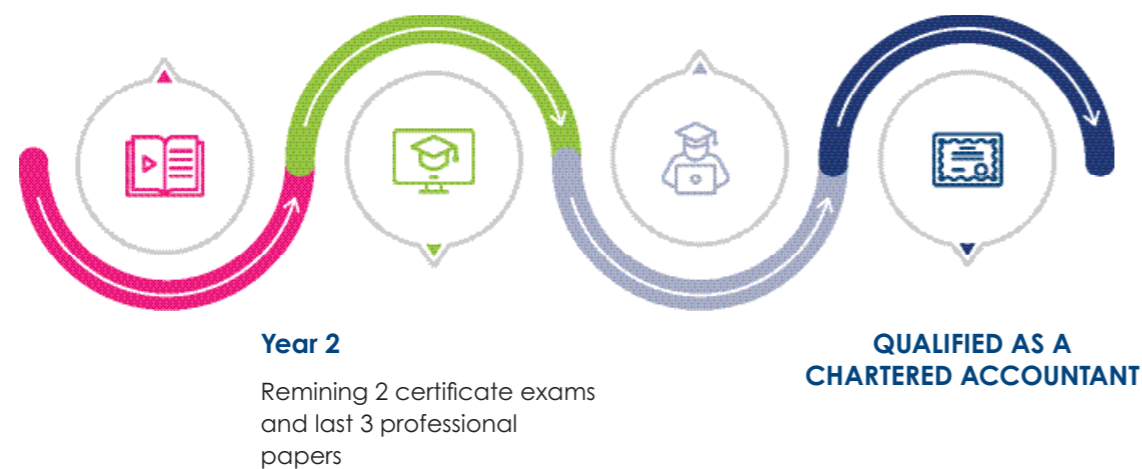 Year 2
Remining 2 certificate exams
and last 3 professional
papers
QUALIFIED AS A
CHARTERED ACCOUNTANT